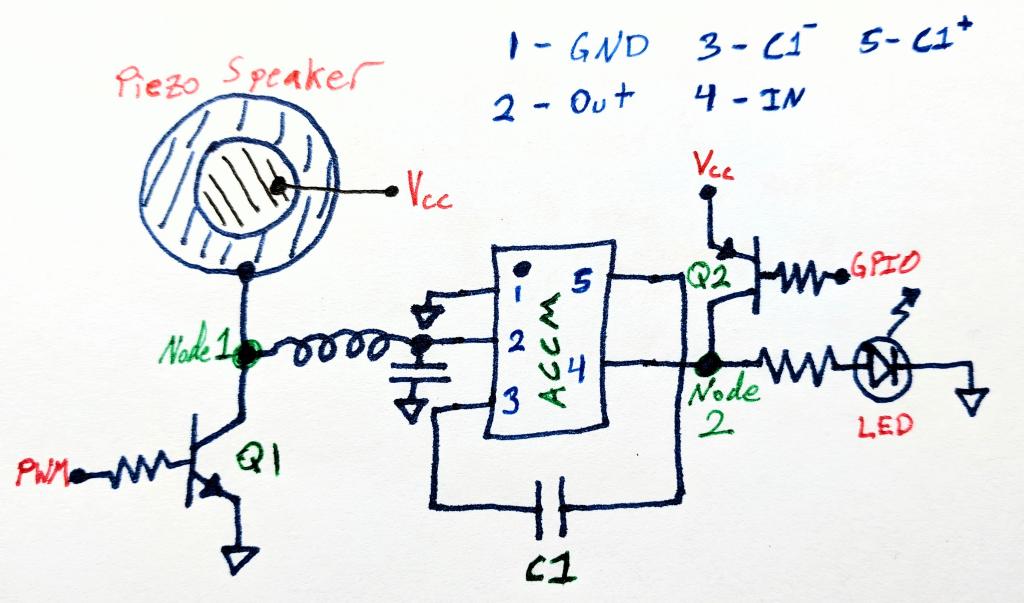 1 - GND 3 - C1⁻ 5 - C1⁺
2 - Out 4 - IN
Piezo Speaker
Vcc
Vcc
1
5
Q2
GPIO
Node 1
2
ACCM
4
Node
2
3
LED
PWM
Q1
C1